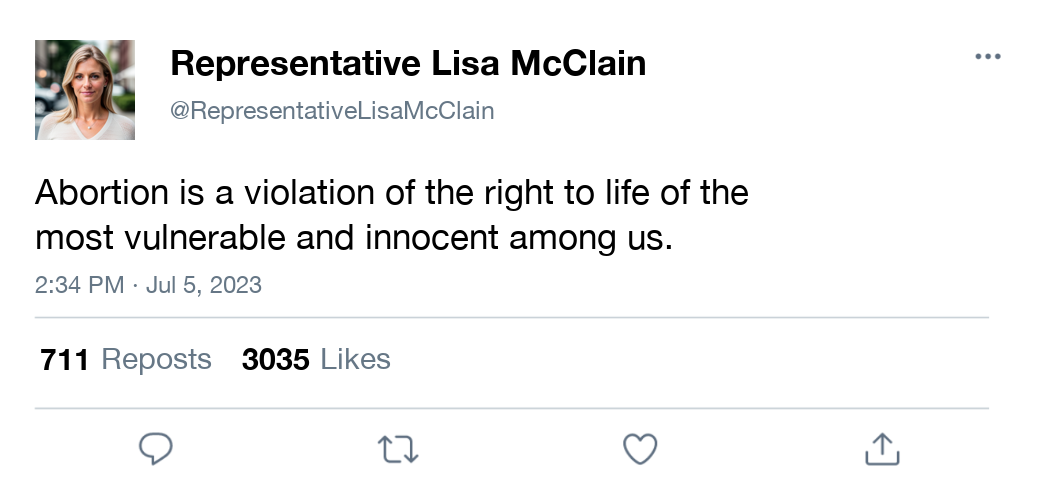 Representative Lisa McClain
@RepresentativeLisaMcClain
Abortion is a violation of the right to life of the
most vulnerable and innocent among us.
2:34 PM · Jul 5, 2023
711 Reposts 3035 Likes